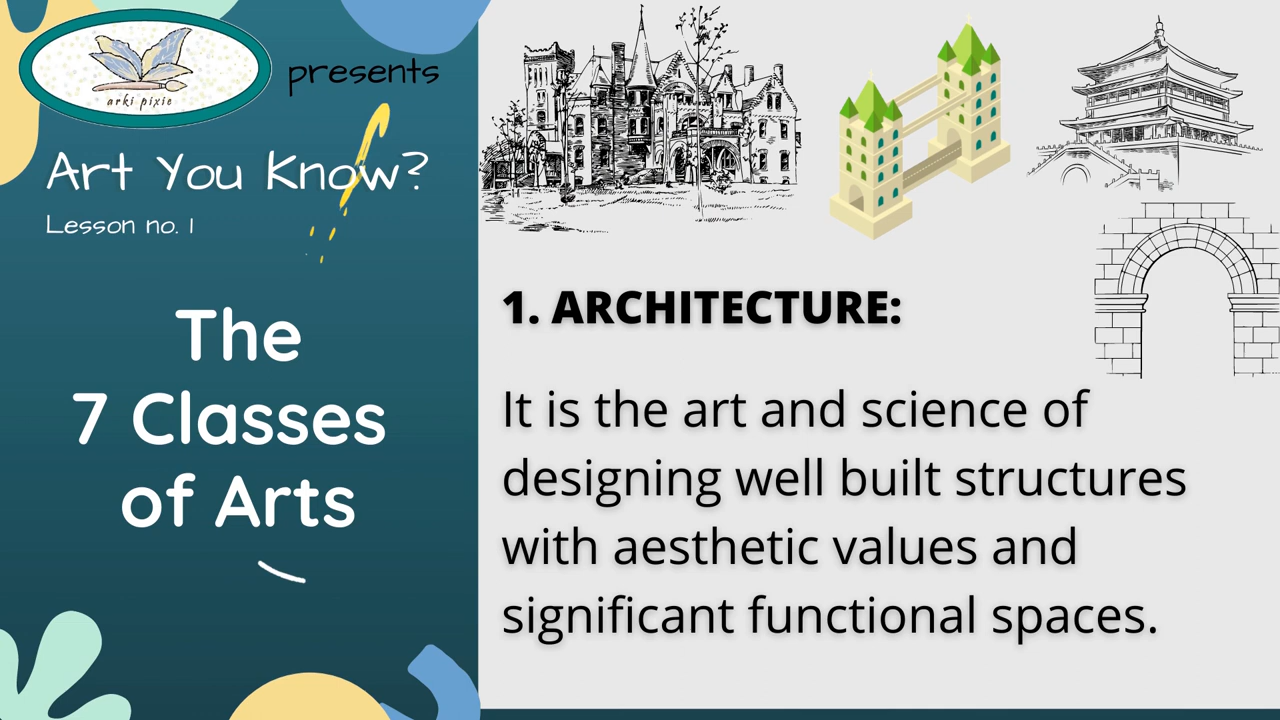 arki pixie
presents
Art You Know?
Lesson no. 1
The
7 Classes
of Arts
1. ARCHITECTURE:
It is the art and science of
designing well built structures
with aesthetic values and
significant functional spaces.